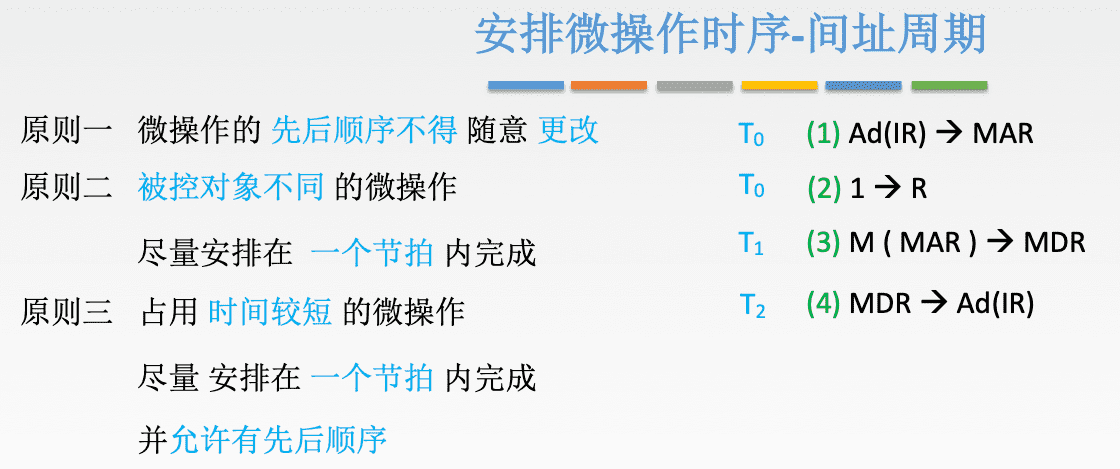 安排微操作时序-间址周期
原则一 微操作的 先后顺序不得 随意 更改
原则二 被控对象不同 的微操作
尽量安排在 一个节拍 内完成
原则三 占用 时间较短 的微操作
尽量 安排在 一个节拍 内完成
并允许有先后顺序
T₀ (1) Ad(IR) → MAR
T₀ (2) 1 → R
T₁ (3) M ( MAR ) → MDR
T₂ (4) MDR → Ad(IR)